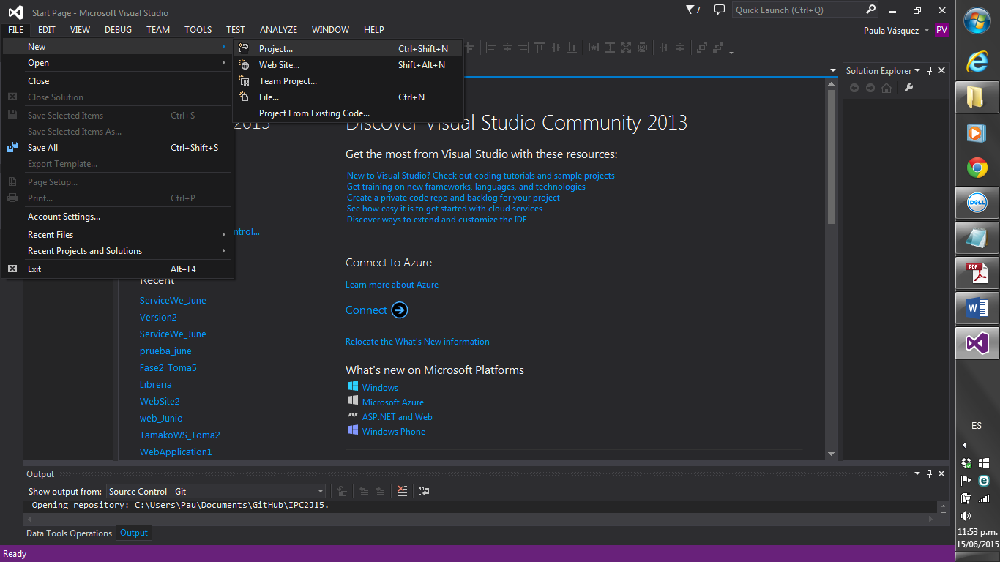 Start Page - Microsoft Visual Studio
7
Quick Launch (Ctrl+Q)
FILE EDIT VIEW DEBUG TEAM TOOLS TEST ANALYZE WINDOW HELP
Paula Vásquez
PV
New
Open
Close
Close Solution
Save Selected Items Ctrl+S
Save Selected Items As...
Save All Ctrl+Shift+S
Export Template...
Page Setup...
Print... Ctrl+P
Account Settings...
Recent Files
Recent Projects and Solutions
Exit Alt+F4
Project... Ctrl+Shift+N
Web Site... Shift+Alt+N
Team Project...
File... Ctrl+N
Project From Existing Code...
ntrol...
Recent
ServiceWe_June
Version2
ServiceWe_June
prueba_june
Fase2_Toma5
Libreria
WebSite2
web_Junio
TamakoWS_Toma2
WebApplication1
Discover Visual Studio Community 2013
Get the most from Visual Studio with these resources:
New to Visual Studio? Check out coding tutorials and sample projects
Get training on new frameworks, languages, and technologies
Create a private code repo and backlog for your project
See how easy it is to get started with cloud services
Discover ways to extend and customize the IDE
Connect to Azure
Learn more about Azure
Connect
Relocate the What's New information
What's new on Microsoft Platforms
Windows
Microsoft Azure
ASP.NET and Web
Windows Phone
Solution Explorer
Output
Show output from: Source Control - Git
Opening repository: C:\Users\Pau\Documents\GitHub\IPC2J15.
Data Tools Operations Output
Ready
DELL
PDF
W
ES
11:53 p.m.
15/06/2015